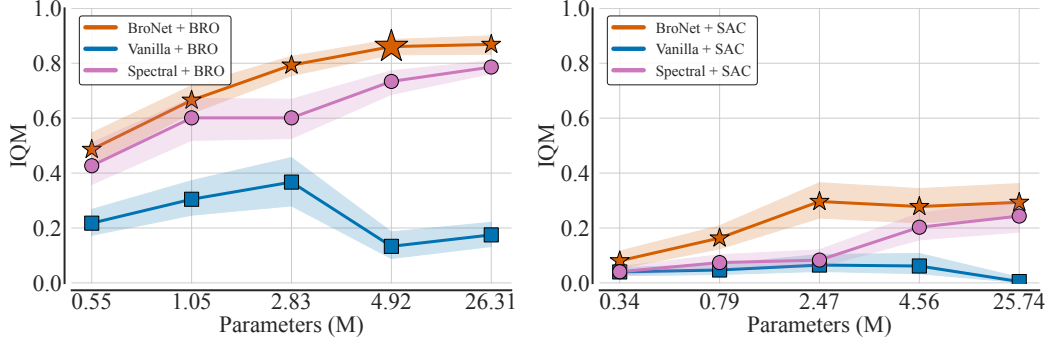 1.0
0.8
0.6
0.4
0.2
0.0
IQM
BroNet + BRO
Vanilla + BRO
Spectral + BRO
0.55 1.05 2.83 4.92 26.31
Parameters (M)
1.0
0.8
0.6
0.4
0.2
0.0
IQM
BroNet + SAC
Vanilla + SAC
Spectral + SAC
0.34 0.79 2.47 4.56 25.74
Parameters (M)